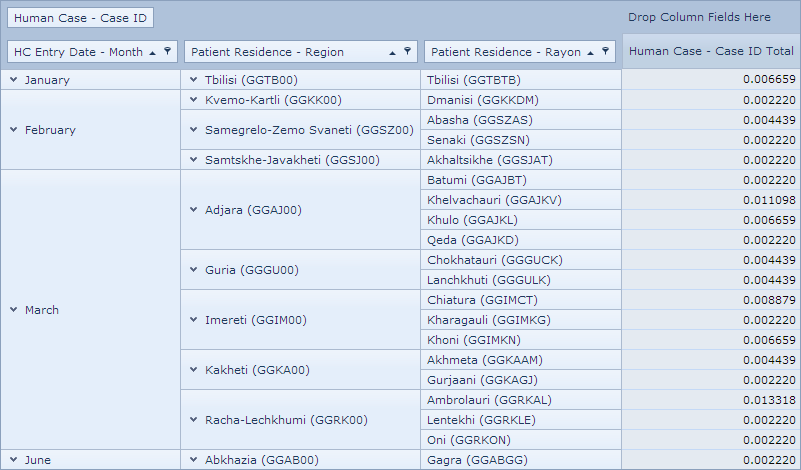 Human Case - Case ID Drop Column Fields Here
HC Entry Date - Month Patient Residence - Region Patient Residence - Rayon Human Case - Case ID Total
January Tbilisi (GGTB00) Tbilisi (GGTBTB) 0.006659
February Kvemo-Kartli (GGKK00) Dmanisi (GGKKDM) 0.002220
Samegrelo-Zemo Svaneti (GGSZ00) Abasha (GGSZAS) 0.004439
Senaki (GGSZSN) 0.002220
Samtskhe-Javakheti (GGSJ00) Akhaltsikhe (GGSJAT) 0.002220
March Adjara (GGAJ00) Batumi (GGAJBT) 0.002220
Khelvachauri (GGAJKV) 0.011098
Khulo (GGAJKL) 0.006659
Qeda (GGAJKD) 0.002220
Guria (GGGU00) Chokhatauri (GGGUCK) 0.004439
Lanchkhuti (GGGULK) 0.004439
Imereti (GGIM00) Chiatura (GGIMCT) 0.008879
Kharagauli (GGIMKG) 0.002220
Khoni (GGIMKN) 0.006659
Kakheti (GGKA00) Akhmeta (GGKAAM) 0.004439
Gurjaani (GGKAGJ) 0.002220
Racha-Lechkhumi (GGRK00) Ambrolauri (GGRKAL) 0.013318
Lentekhi (GGRKLE) 0.002220
Oni (GGRKON) 0.002220
June Abkhazia (GGAB00) Gagra (GGABGG) 0.002220